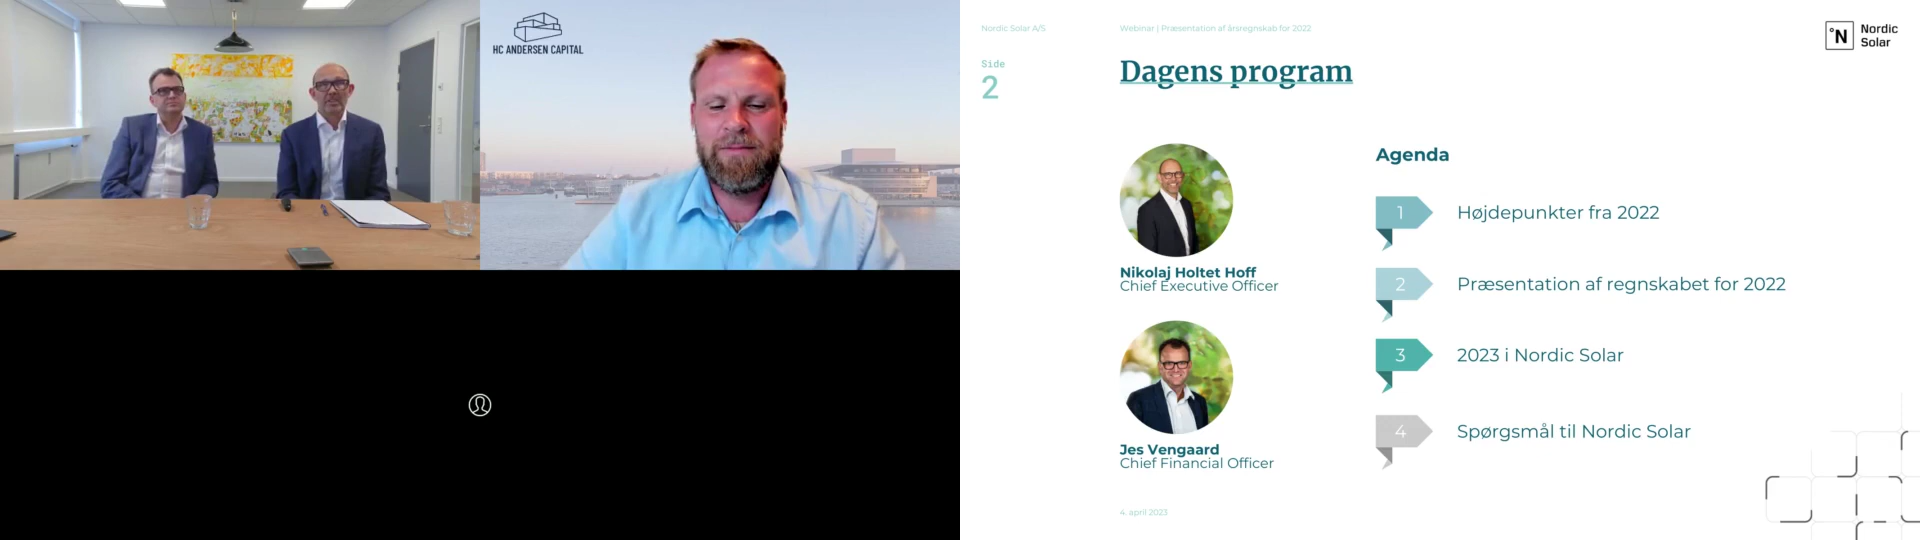 HC ANDERSEN CAPITAL
Nordic Solar A/S
Webinar | Præsentation af årsregnskab for 2022
°N Nordic
Solar
Side
2
Dagens program
Nikolaj Holtet Hoff
Chief Executive Officer
Jes Vengaard
Chief Financial Officer
Agenda
1 Højdepunkter fra 2022
2 Præsentation af regnskabet for 2022
3 2023 i Nordic Solar
4 Spørgsmål til Nordic Solar
4. april 2023